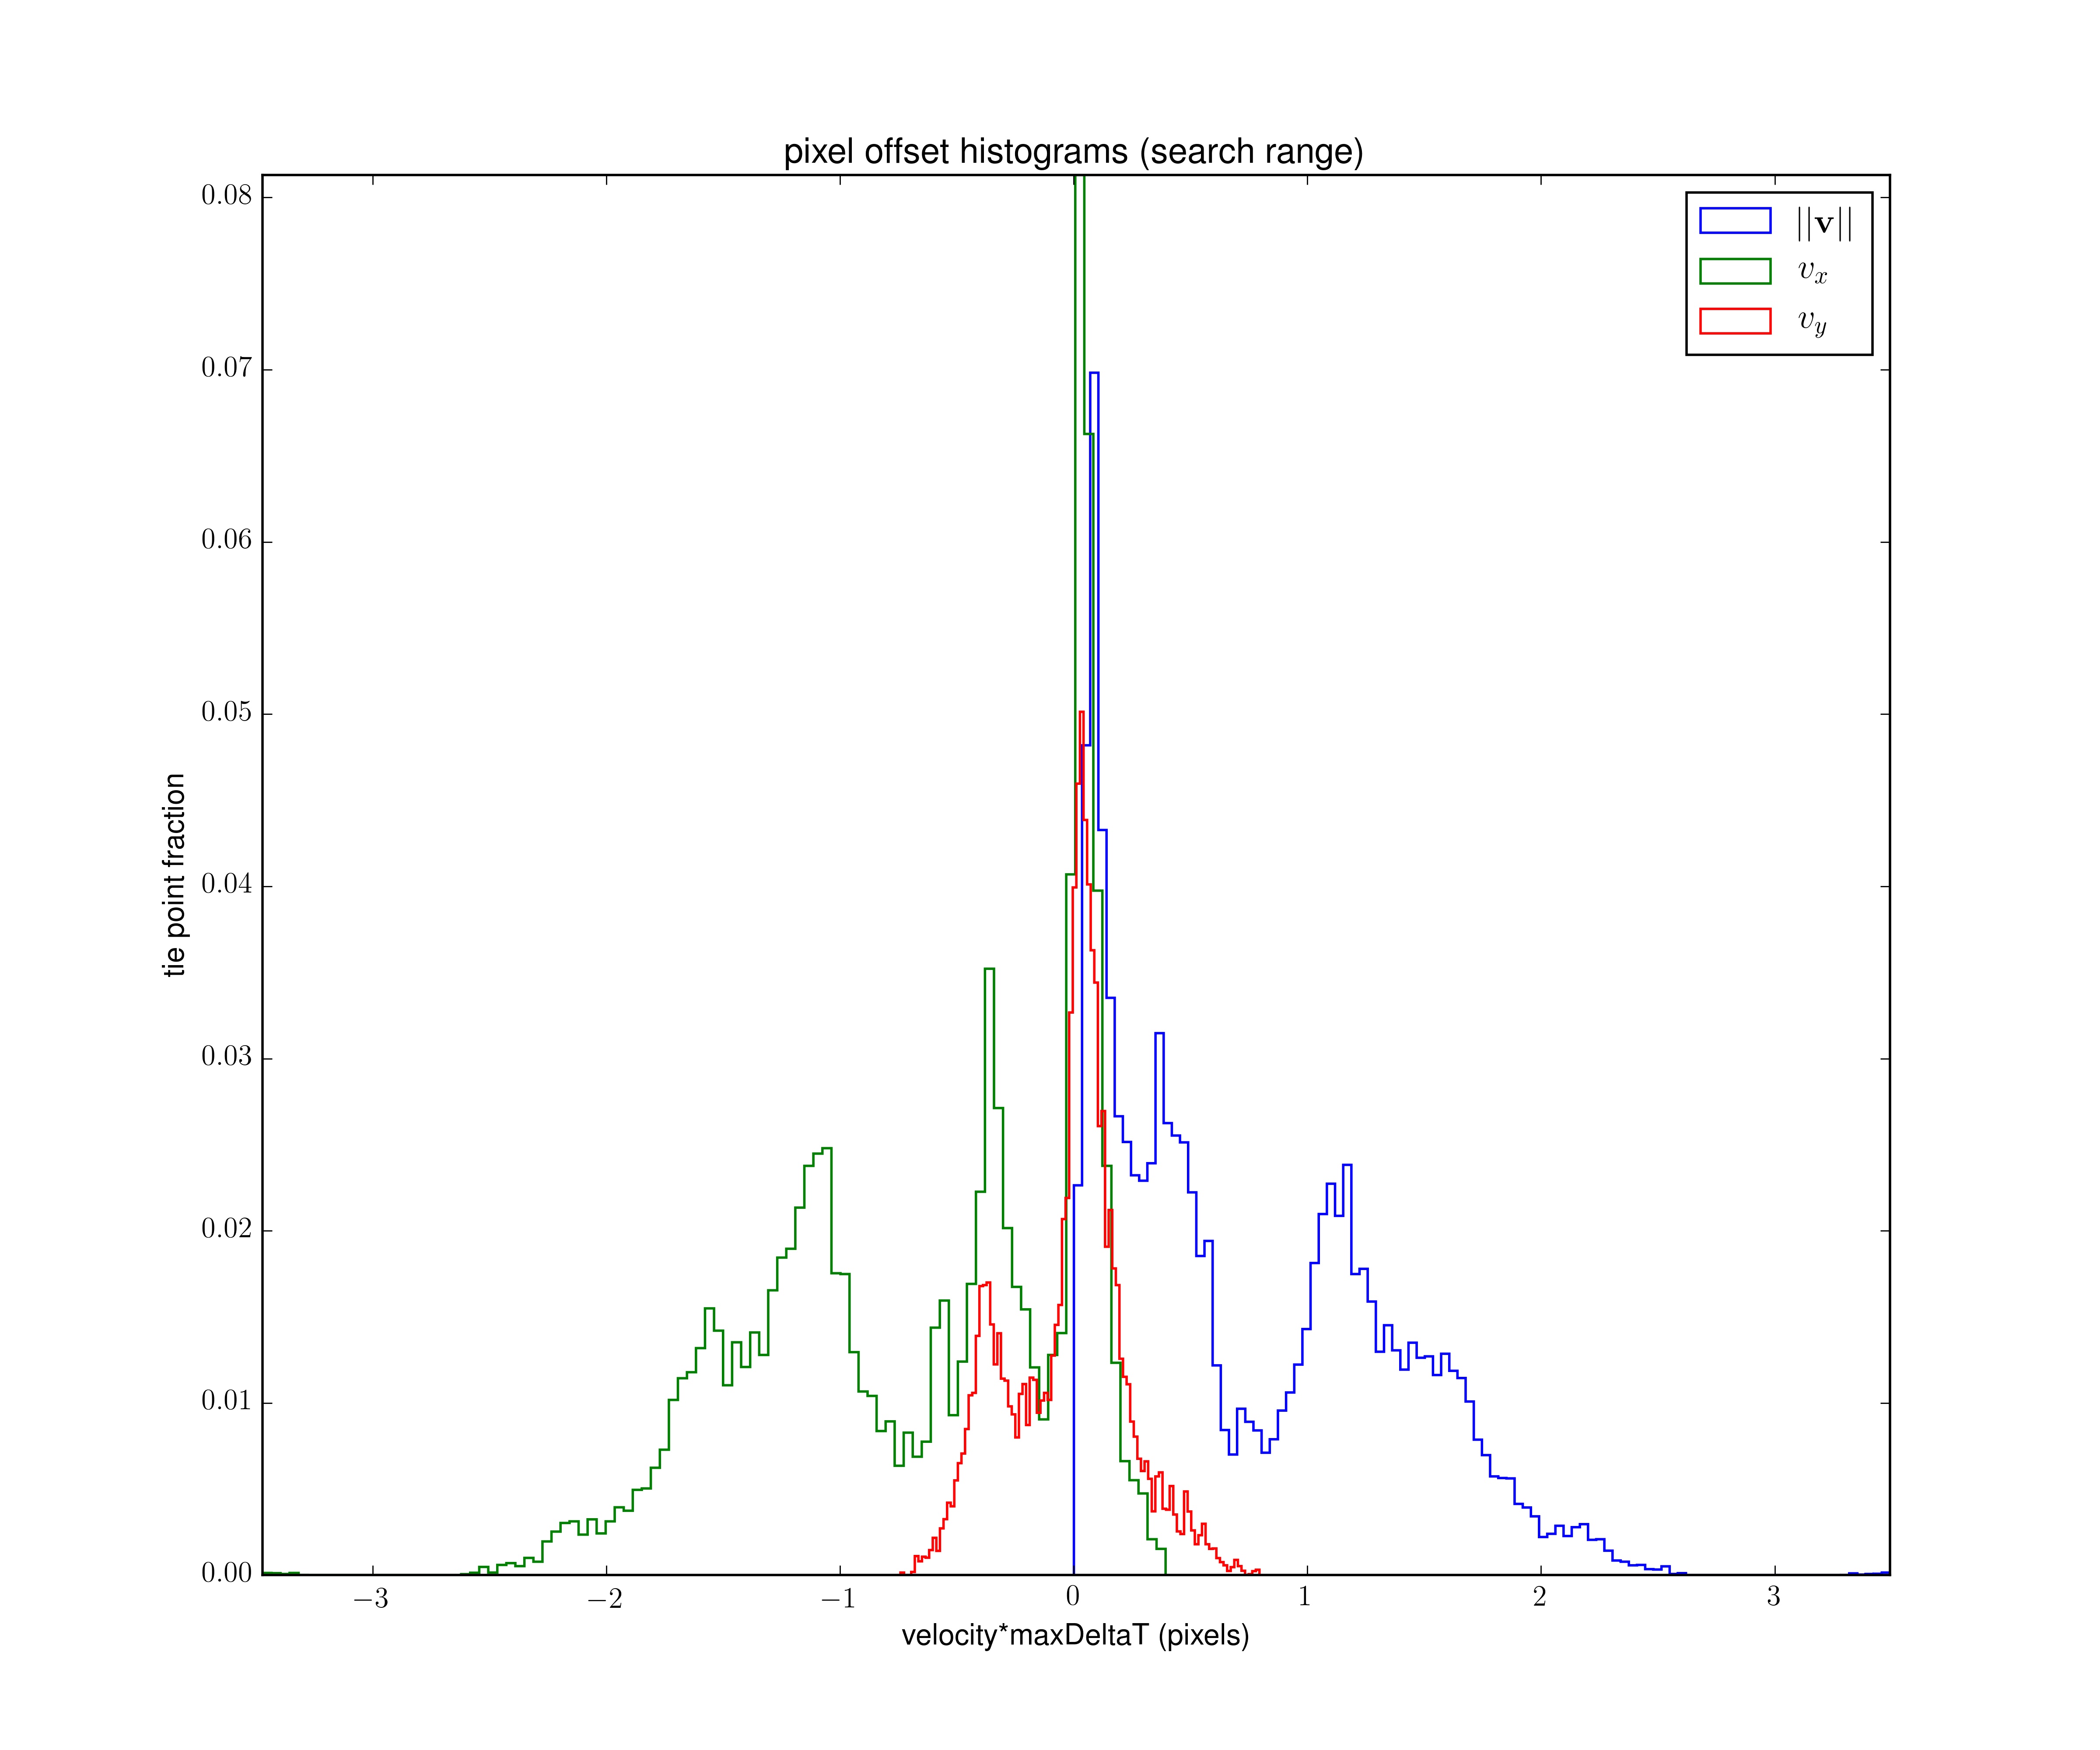 pixel offset histograms (search range)
||v||
v_x
v_y
0.08
0.07
0.06
0.05
0.04
0.03
0.02
0.01
0.00
tie point fraction
−3 −2 −1 0 1 2 3
velocity*maxDeltaT (pixels)